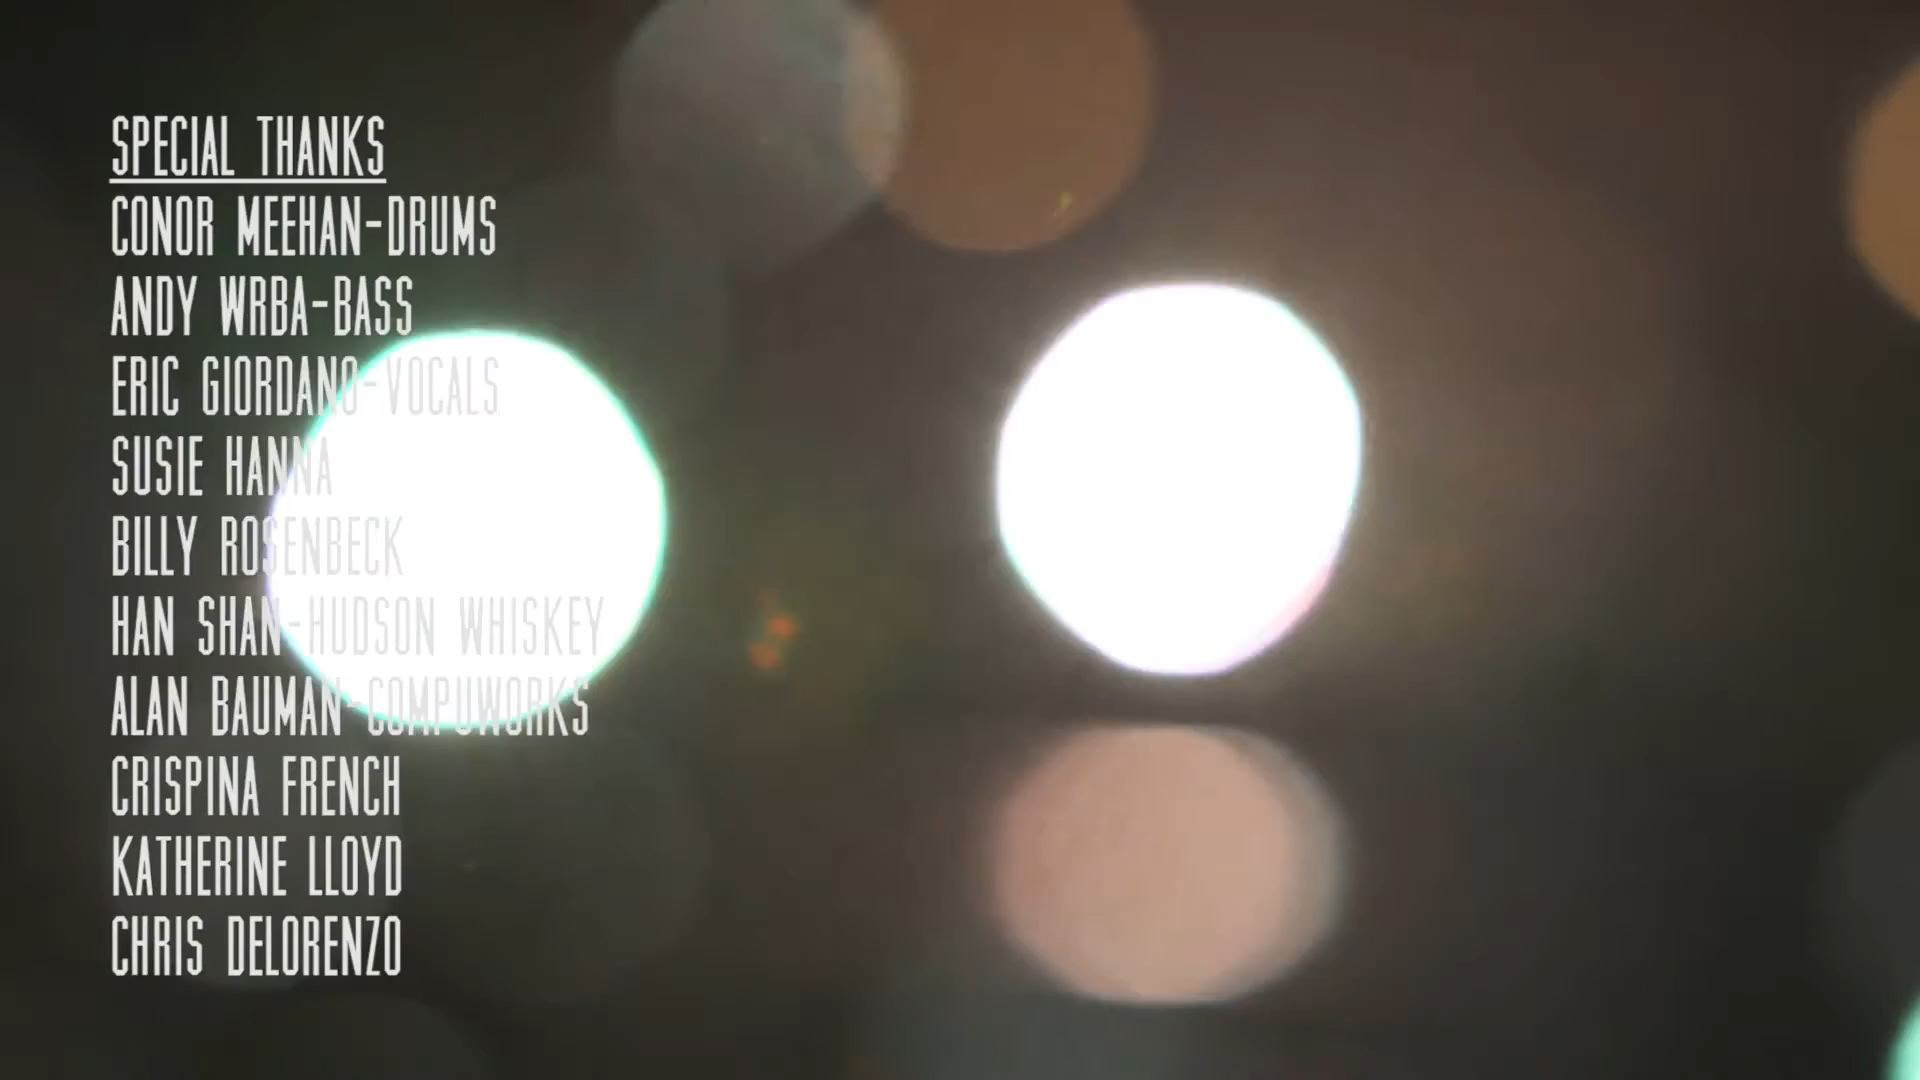 SPECIAL THANKS
CONOR MEEHAN-DRUMS
ANDY WRBA-BASS
ERIC GIORDANO-VOCALS
SUSIE HANNA
BILLY ROSENBECK
HAN SHAN-HUDSON WHISKEY
ALAN BAUMAN-COMPUWORKS
CRISPINA FRENCH
KATHERINE LLOYD
CHRIS DELORENZO